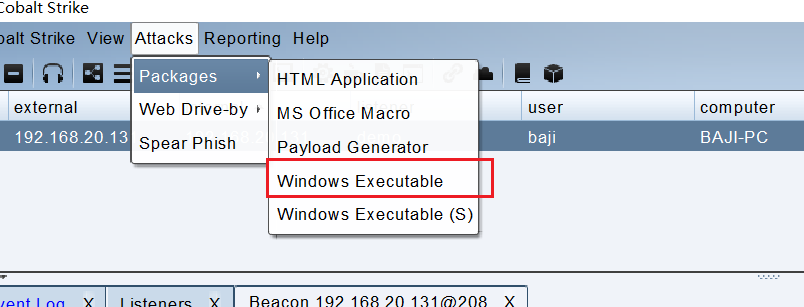 Cobalt Strike
balt Strike View Attacks Reporting Help
Packages
HTML Application
Web Drive-by
MS Office Macro
Spear Phish
Payload Generator
Windows Executable
Windows Executable (S)
external user computer
192.168.20.13 131 baji BAJI-PC
vent Log X Listeners X Beacon 192.168.20.131@208 X